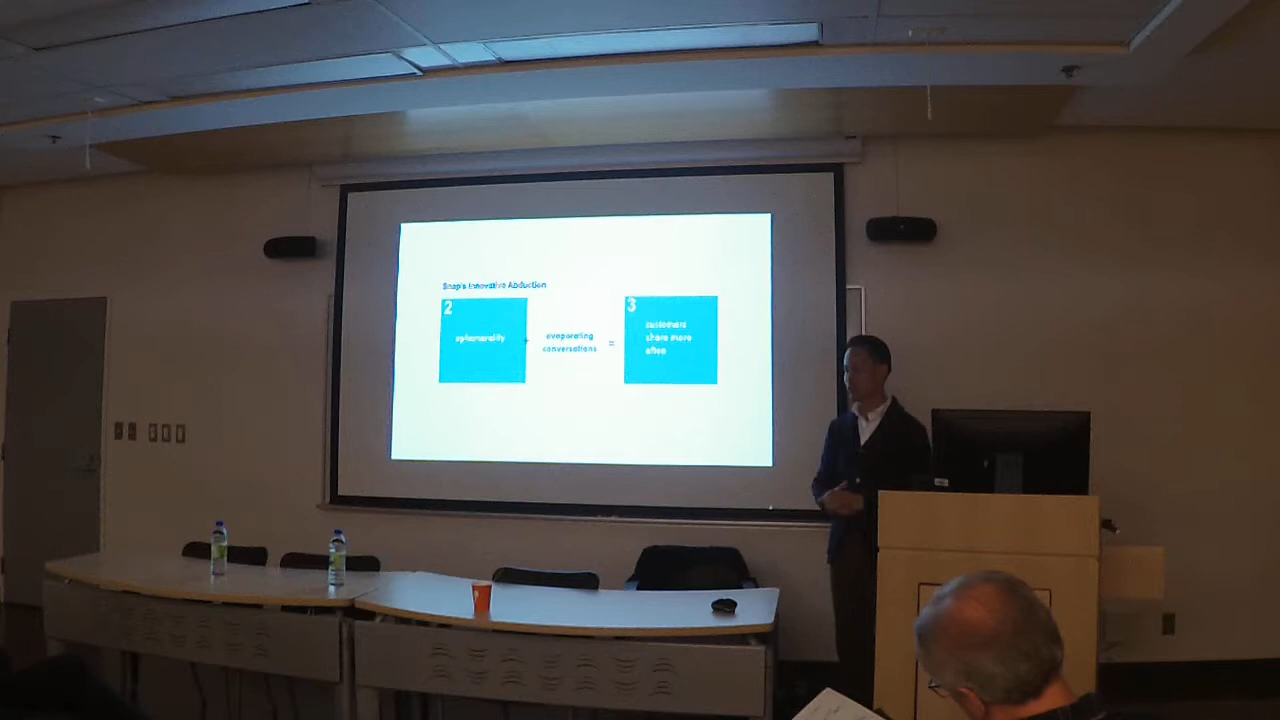 Snap's Innovative Abduction
2
ephemerality
+
evaporating
conversations
=
3
customers
share more
often